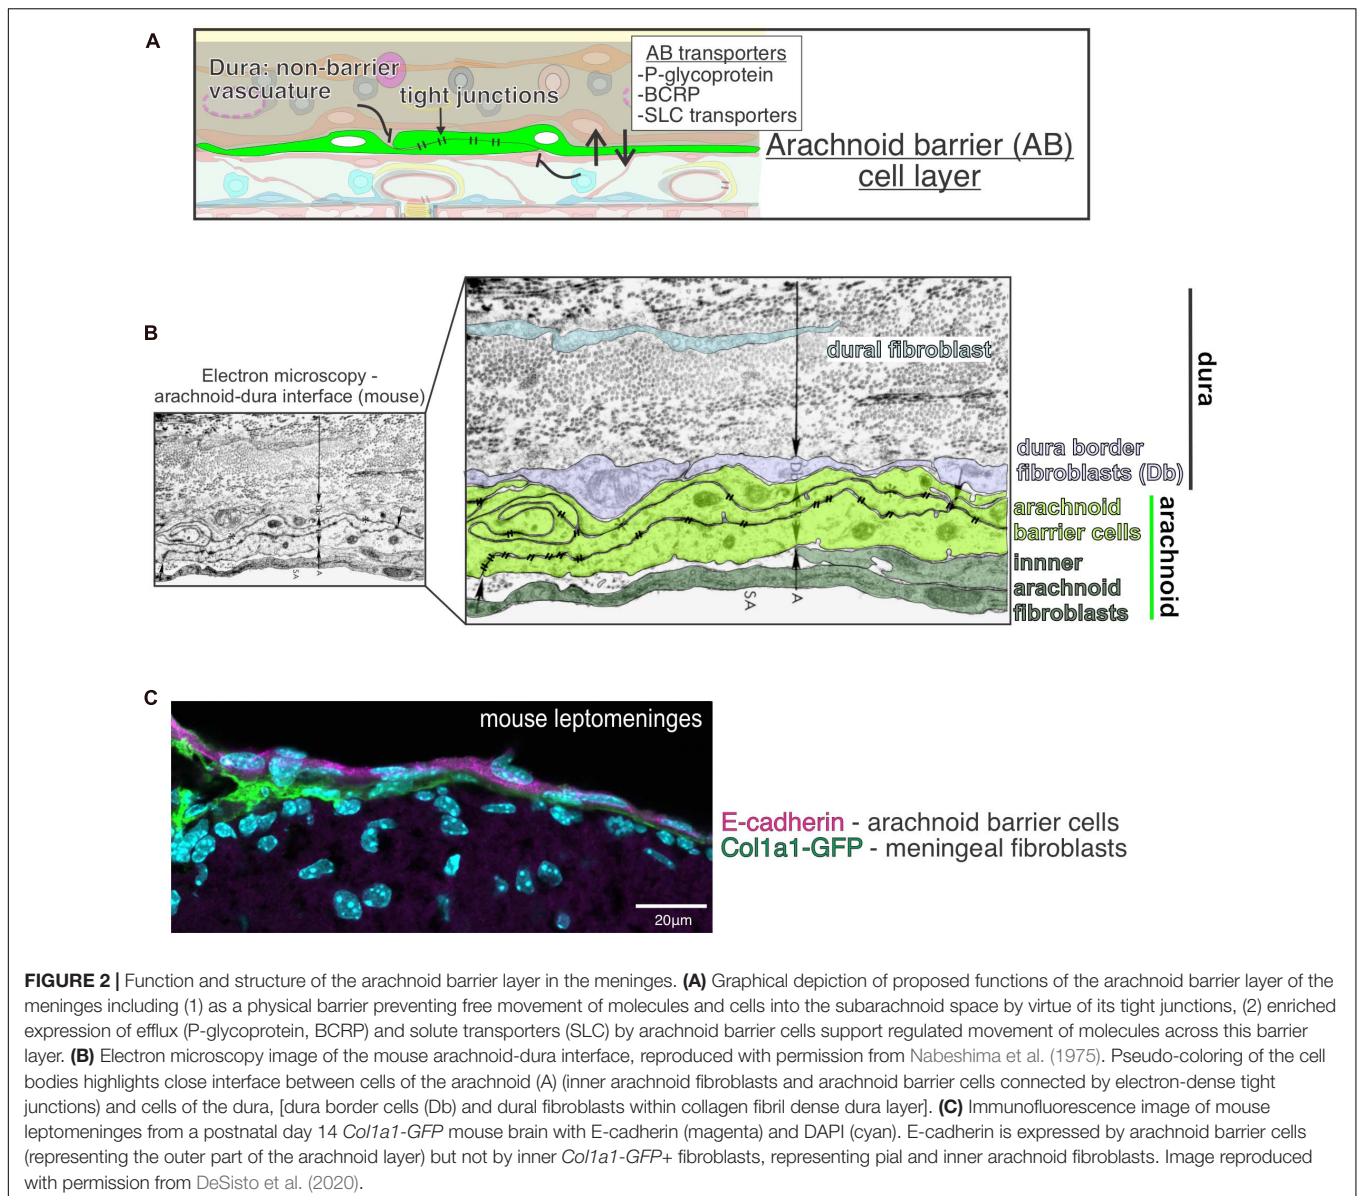 A
Dura: non-barrier
vascuature
tight junctions
AB transporters
-P-glycoprotein
-BCRP
-SLC transporters
Arachnoid barrier (AB)
cell layer
B
Electron microscopy -
arachnoid-dura interface (mouse)
Db
SA
A
dural fibroblast
Db
SA
A
dura
dura border
fibroblasts (Db)
arachnoid
barrier cells
innner
arachnoid
fibroblasts
arachnoid
C
mouse leptomeninges
20µm
E-cadherin - arachnoid barrier cells
Col1a1-GFP - meningeal fibroblasts
FIGURE 2 | Function and structure of the arachnoid barrier layer in the meninges. (A) Graphical depiction of proposed functions of the arachnoid barrier layer of the
meninges including (1) as a physical barrier preventing free movement of molecules and cells into the subarachnoid space by virtue of its tight junctions, (2) enriched
expression of efflux (P-glycoprotein, BCRP) and solute transporters (SLC) by arachnoid barrier cells support regulated movement of molecules across this barrier
layer. (B) Electron microscopy image of the mouse arachnoid-dura interface, reproduced with permission from Nabeshima et al. (1975). Pseudo-coloring of the cell
bodies highlights close interface between cells of the arachnoid (A) (inner arachnoid fibroblasts and arachnoid barrier cells connected by electron-dense tight
junctions) and cells of the dura, [dura border cells (Db) and dural fibroblasts within collagen fibril dense dura layer]. (C) Immunofluorescence image of mouse
leptomeninges from a postnatal day 14 Col1a1-GFP mouse brain with E-cadherin (magenta) and DAPI (cyan). E-cadherin is expressed by arachnoid barrier cells
(representing the outer part of the arachnoid layer) but not by inner Col1a1-GFP+ fibroblasts, representing pial and inner arachnoid fibroblasts. Image reproduced
with permission from DeSisto et al. (2020).